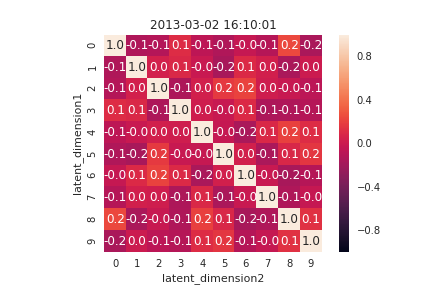 2013-03-02 16:10:01
latent_dimension1
0 1.0 -0.1 -0.1 0.1 -0.1 -0.1 -0.0 -0.1 0.2 -0.2
1 -0.1 1.0 0.0 0.1 -0.0 -0.2 0.1 0.0 -0.2 0.0
2 -0.1 0.0 1.0 -0.1 0.0 0.2 0.2 0.0 -0.0 -0.1
3 0.1 0.1 -0.1 1.0 0.0 -0.0 0.1 -0.1 -0.1 -0.1
4 -0.1 -0.0 0.0 0.0 1.0 -0.0 -0.2 0.1 0.2 0.1
5 -0.1 -0.2 0.2 -0.0 -0.0 1.0 0.0 -0.1 0.1 0.2
6 -0.0 0.1 0.2 0.1 -0.2 0.0 1.0 -0.0 -0.2 -0.1
7 -0.1 0.0 0.0 -0.1 0.1 -0.1 -0.0 1.0 -0.1 -0.0
8 0.2 -0.2 -0.0 -0.1 0.2 0.1 -0.2 -0.1 1.0 0.1
9 -0.2 0.0 -0.1 -0.1 0.1 0.2 -0.1 -0.0 0.1 1.0
0 1 2 3 4 5 6 7 8 9
latent_dimension2
0.8
0.4
0.0
-0.4
-0.8